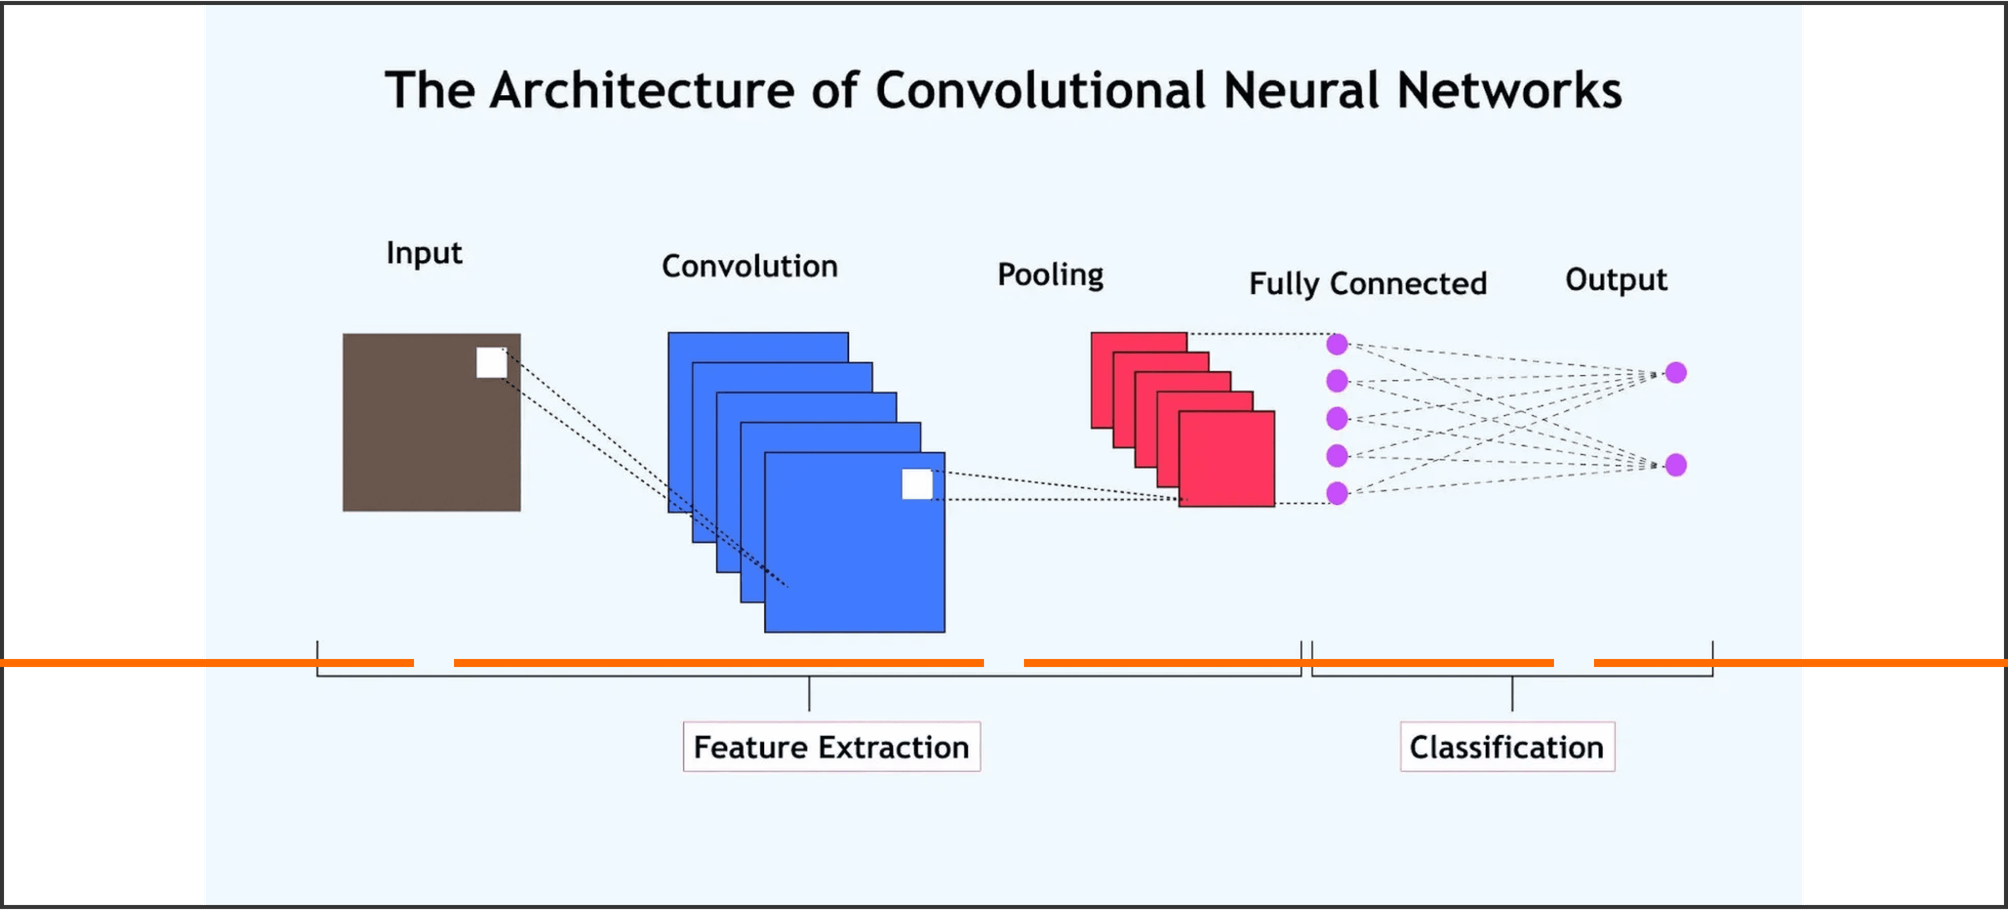 The Architecture of Convolutional Neural Networks
Input
Convolution
Pooling
Fully Connected
Output
Feature Extraction
Classification